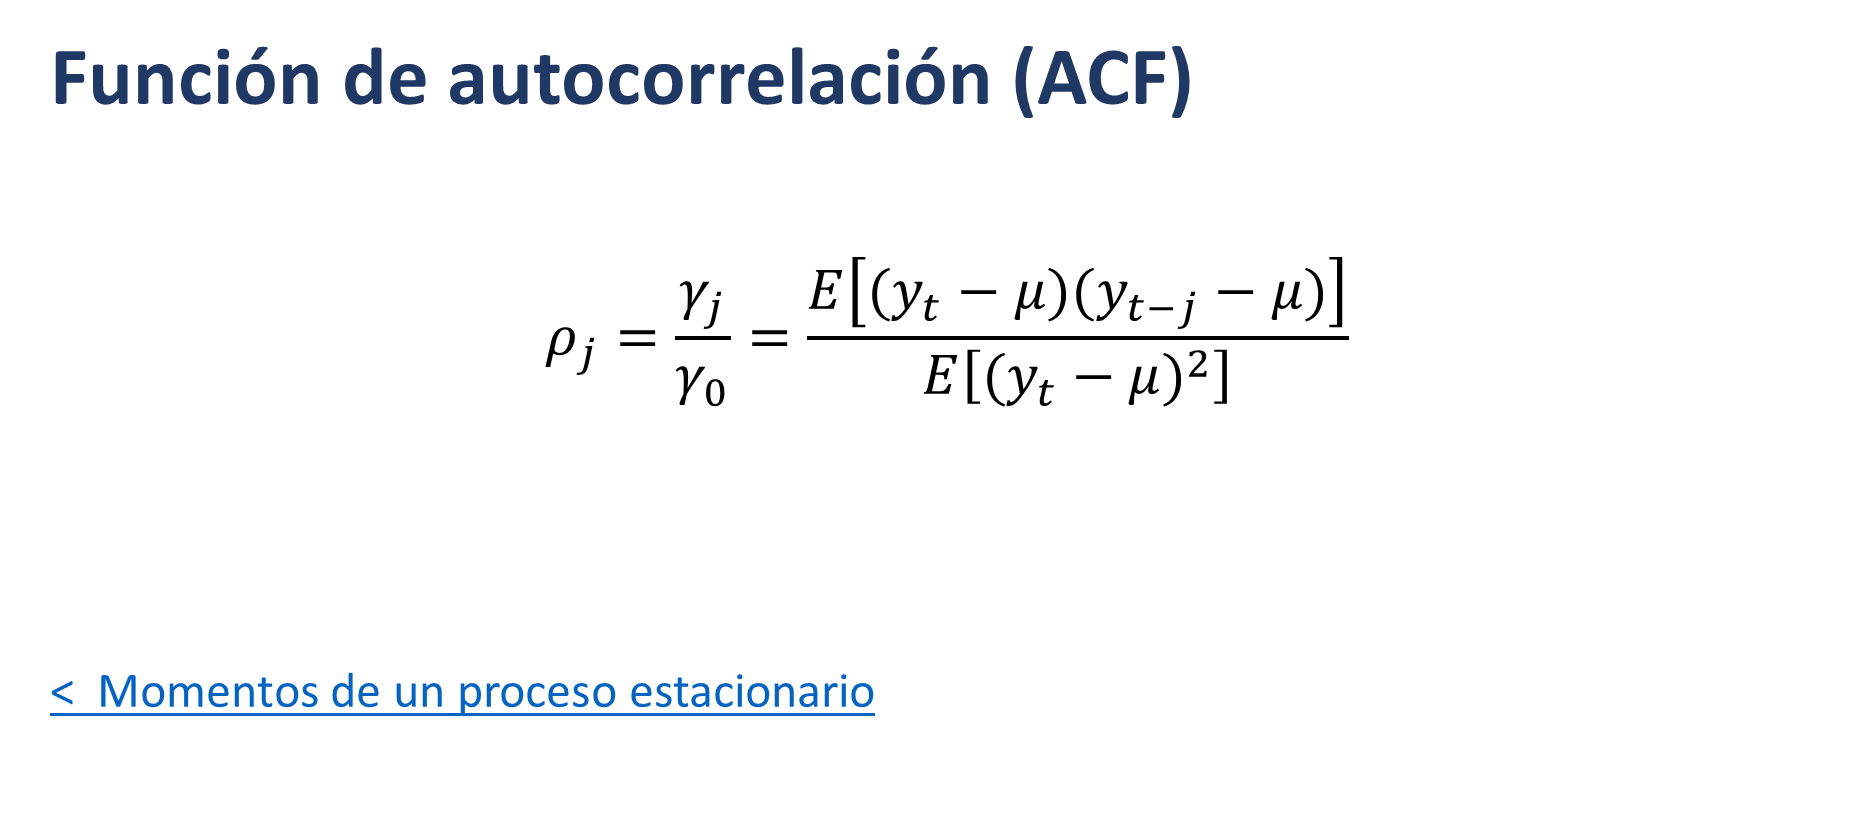 Función de autocorrelación (ACF)
ρ_j = γ_j / γ_0 = E[(y_t − μ)(y_{t−j} − μ)] / E[(y_t − μ)²]
< Momentos de un proceso estacionario